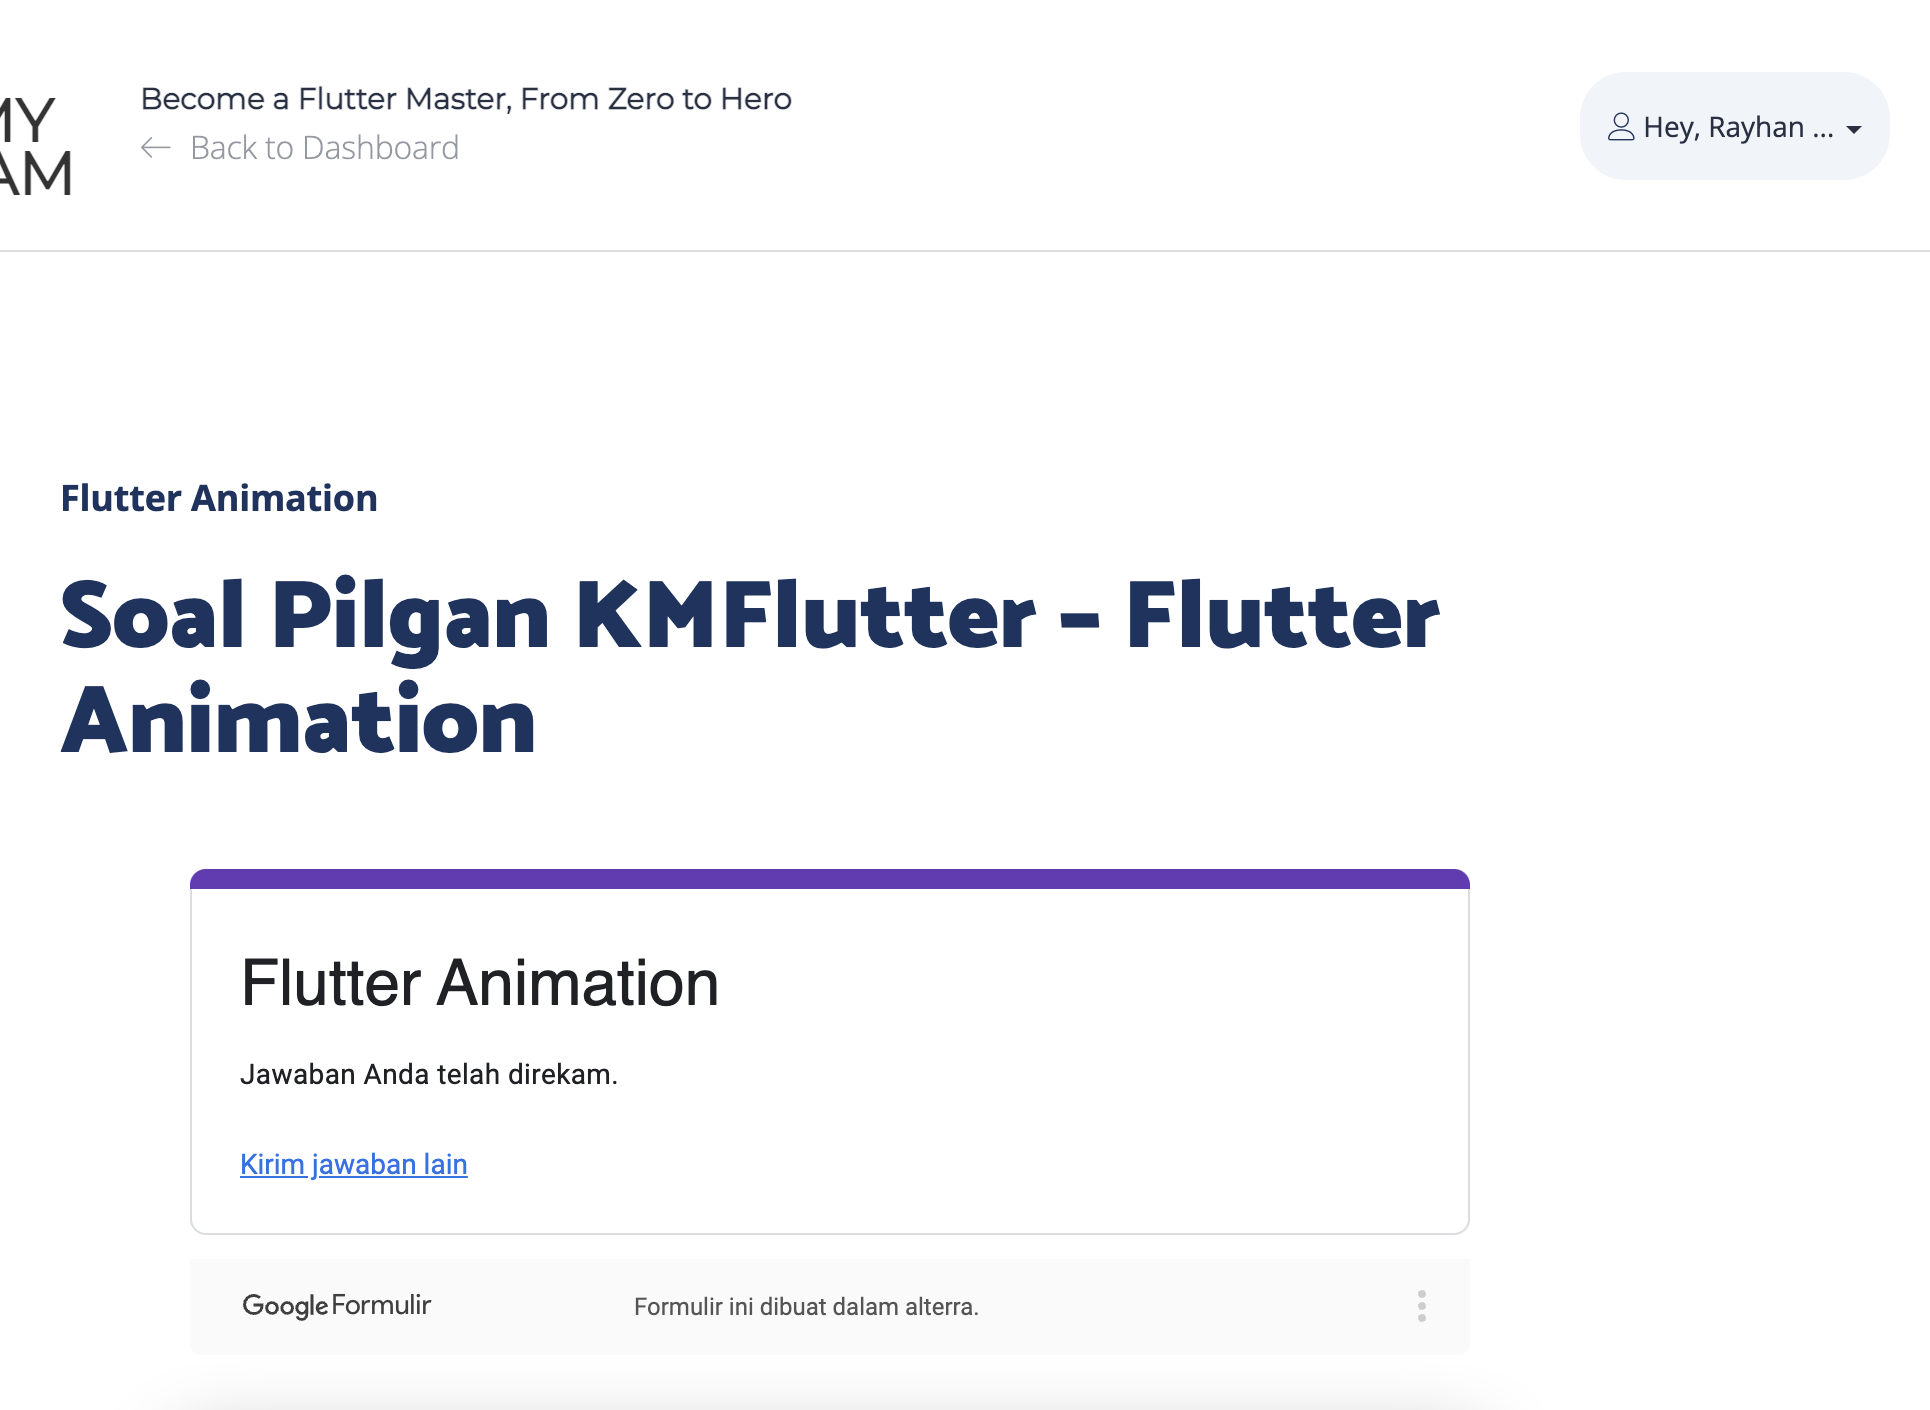 MY
AM
Become a Flutter Master, From Zero to Hero
← Back to Dashboard
Hey, Rayhan ...
Flutter Animation
Soal Pilgan KMFlutter – Flutter
Animation
Flutter Animation
Jawaban Anda telah direkam.
Kirim jawaban lain
Google Formulir
Formulir ini dibuat dalam alterra.